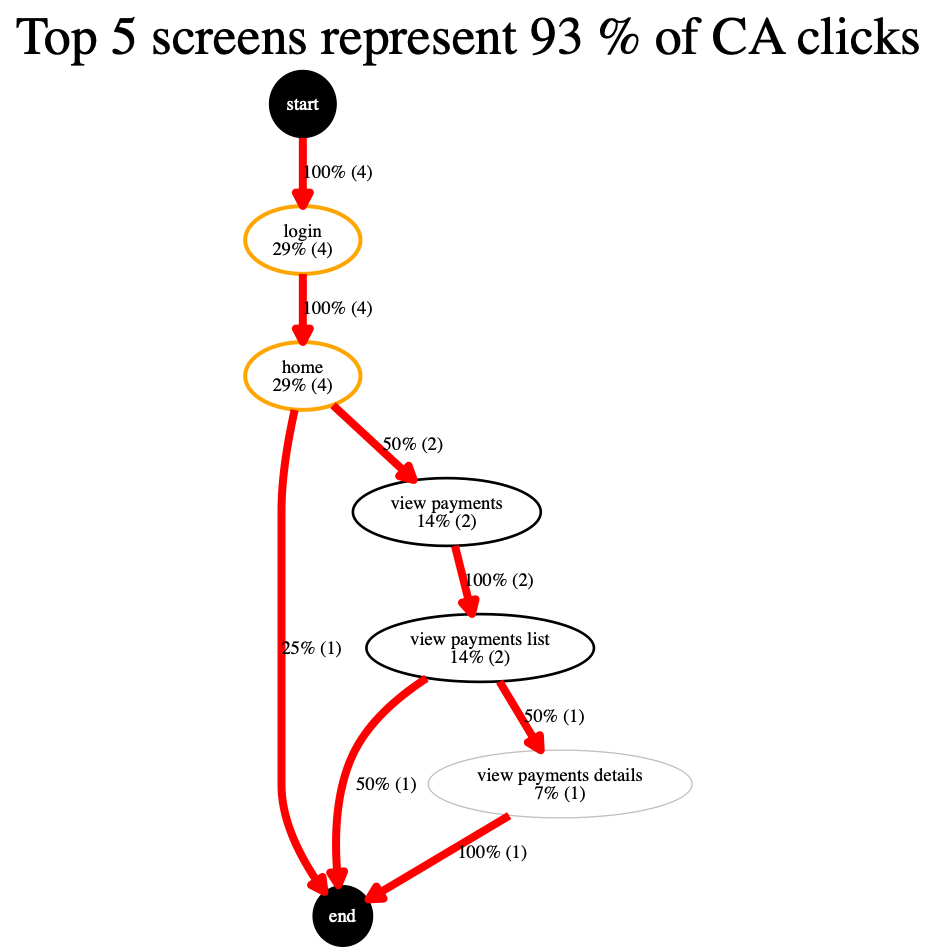 Top 5 screens represent 93 % of CA clicks
start
100% (4)
login
29% (4)
100% (4)
home
29% (4)
50% (2)
view payments
14% (2)
100% (2)
view payments list
14% (2)
25% (1)
50% (1)
view payments details
7% (1)
50% (1)
100% (1)
end